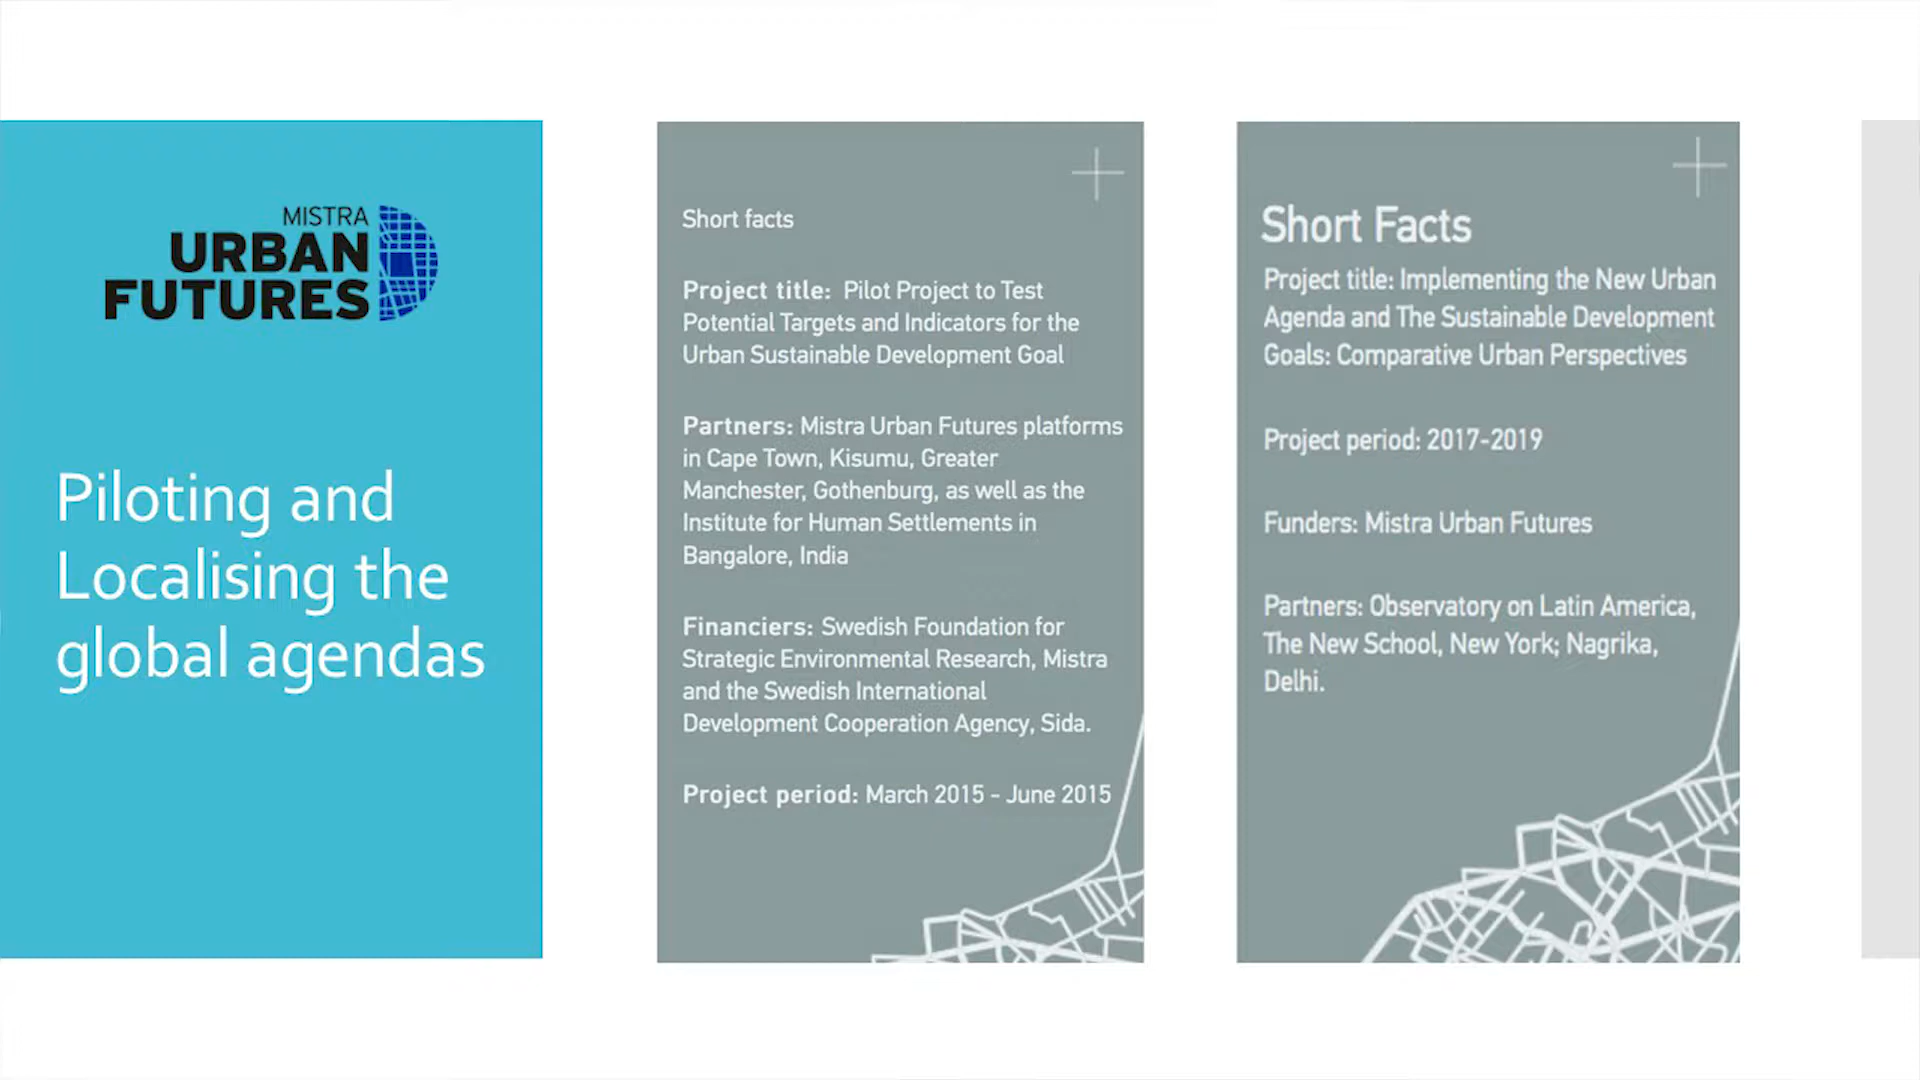 MISTRA
URBAN
FUTURES
Piloting and
Localising the
global agendas
Short facts
Project title: Pilot Project to Test
Potential Targets and Indicators for the
Urban Sustainable Development Goal
Partners: Mistra Urban Futures platforms
in Cape Town, Kisumu, Greater
Manchester, Gothenburg, as well as the
Institute for Human Settlements in
Bangalore, India
Financiers: Swedish Foundation for
Strategic Environmental Research, Mistra
and the Swedish International
Development Cooperation Agency, Sida.
Project period: March 2015 - June 2015
Short Facts
Project title: Implementing the New Urban
Agenda and The Sustainable Development
Goals: Comparative Urban Perspectives
Project period: 2017-2019
Funders: Mistra Urban Futures
Partners: Observatory on Latin America,
The New School, New York; Nagrika,
Delhi.